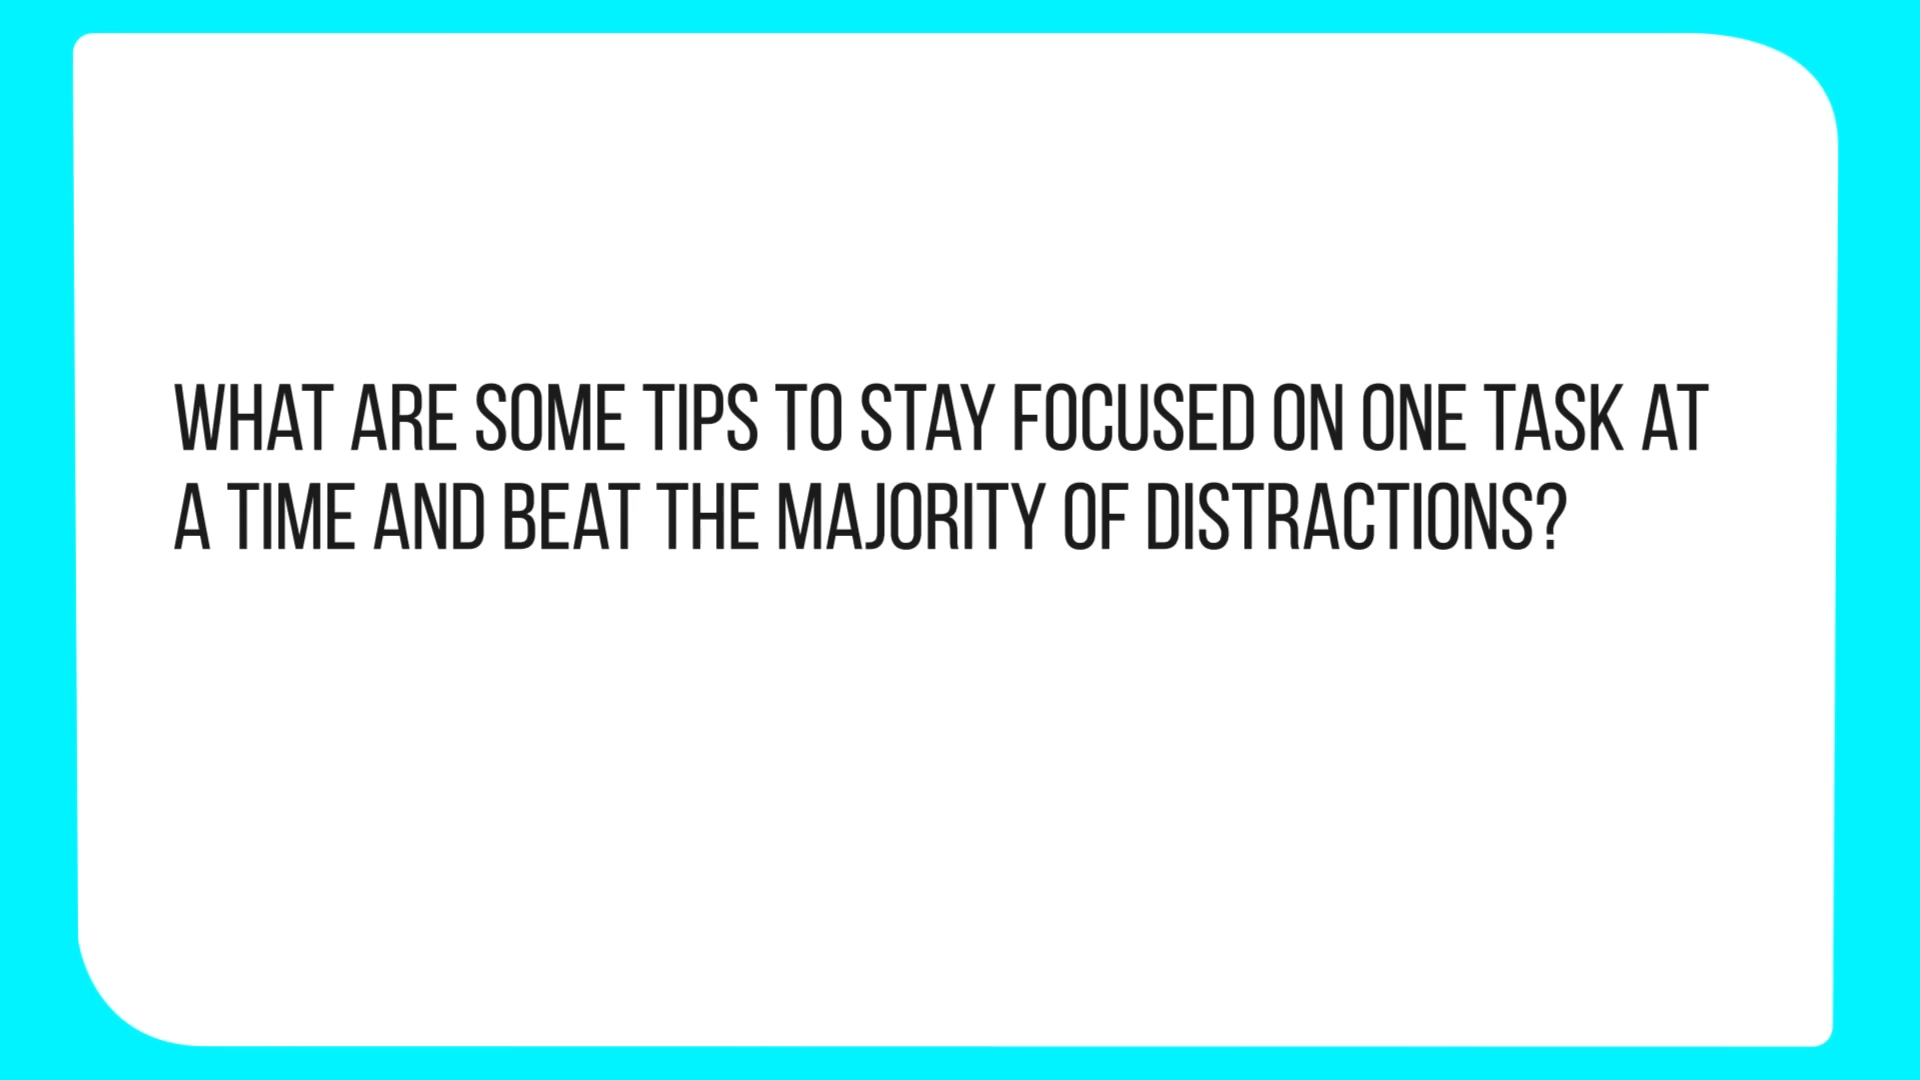 WHAT ARE SOME TIPS TO STAY FOCUSED ON ONE TASK AT
A TIME AND BEAT THE MAJORITY OF DISTRACTIONS?